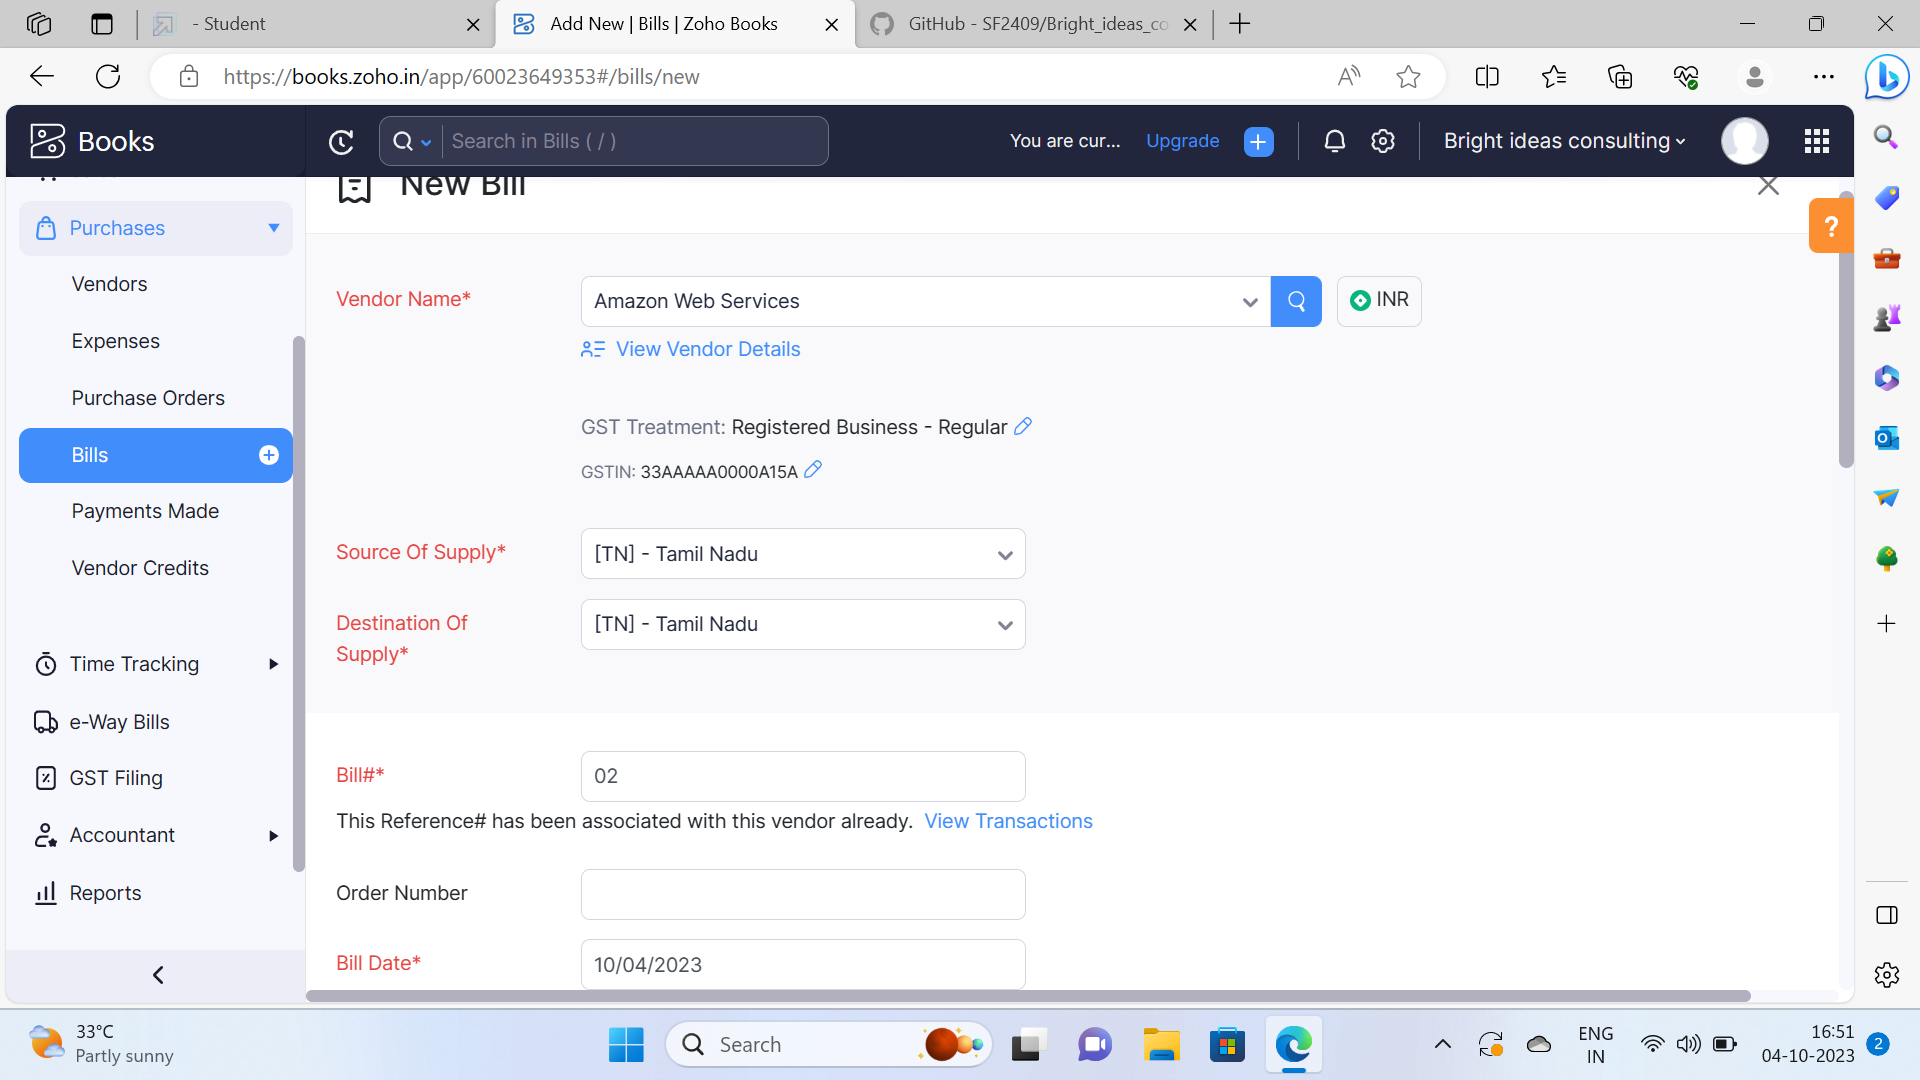 - Student
Add New | Bills | Zoho Books
GitHub - SF2409/Bright_ideas_co
https://books.zoho.in/app/60023649353#/bills/new
Books
Search in Bills ( / )
You are cur...
Upgrade
Bright ideas consulting
New Bill
?
Purchases
Vendors
Expenses
Purchase Orders
Bills
Payments Made
Vendor Credits
Time Tracking
e-Way Bills
GST Filing
Accountant
Reports
Vendor Name*
Amazon Web Services
INR
View Vendor Details
GST Treatment: Registered Business - Regular
GSTIN: 33AAAAA0000A15A
Source Of Supply*
[TN] - Tamil Nadu
Destination Of
Supply*
[TN] - Tamil Nadu
Bill#*
02
This Reference# has been associated with this vendor already. View Transactions
Order Number
Bill Date*
10/04/2023
33°C
Partly sunny
Search
ENG
IN
16:51
04-10-2023
2